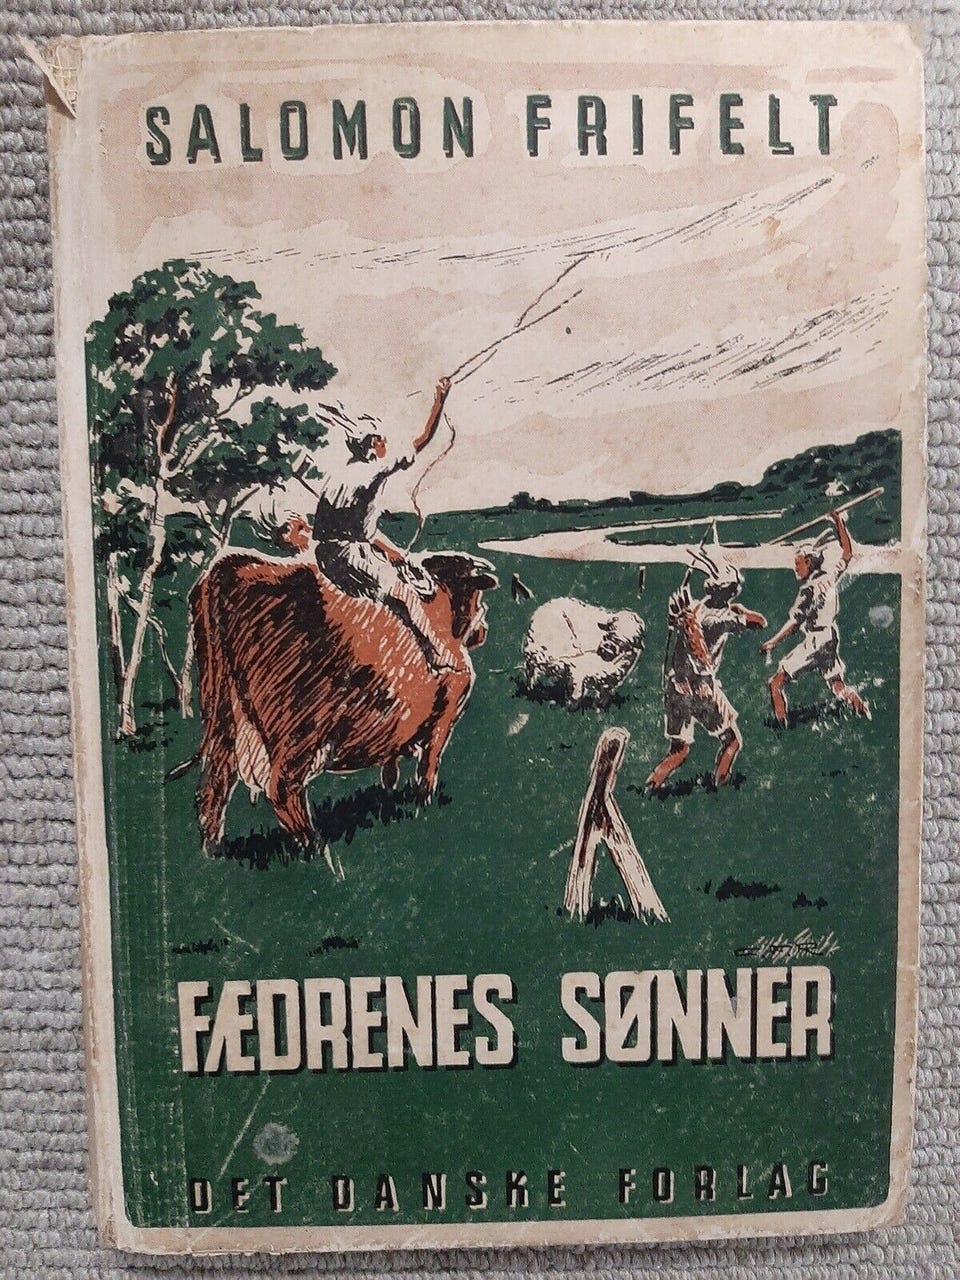 SALOMON FRIFELT
FÆDRENES SØNNER
DET DANSKE FORLAG